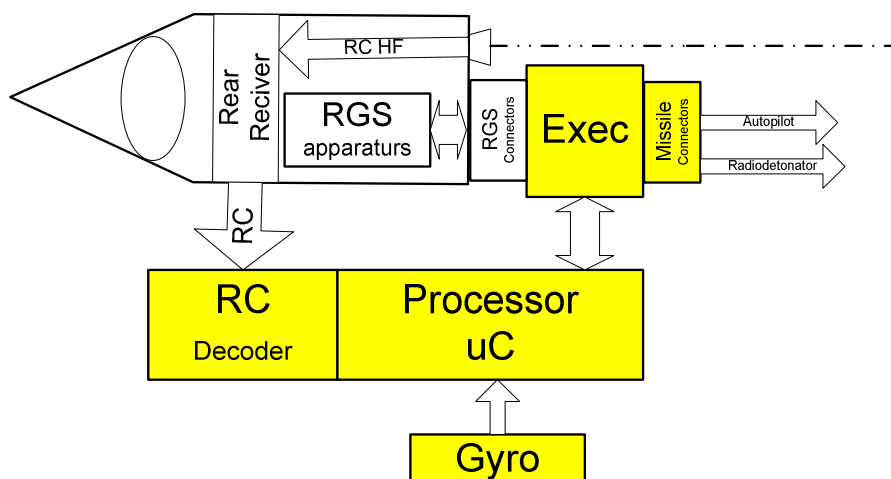 RC HF
Rear
Reciver
RGS
apparaturs
RGS
Connectors
Exec
Missile
Connectors
Autopilot
Radiodetonator
RC
RC
Decoder
Processor
uC
Gyro